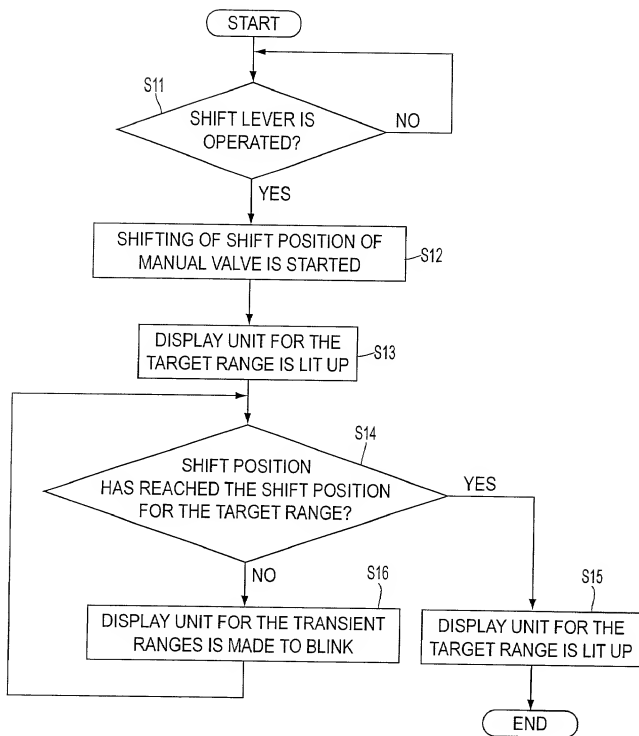 START
S11
SHIFT LEVER IS
OPERATED?
NO
YES
SHIFTING OF SHIFT POSITION OF
MANUAL VALVE IS STARTED
S12
DISPLAY UNIT FOR THE
TARGET RANGE IS LIT UP
S13
S14
SHIFT POSITION
HAS REACHED THE SHIFT POSITION
FOR THE TARGET RANGE?
YES
NO
S16
DISPLAY UNIT FOR THE TRANSIENT
RANGES IS MADE TO BLINK
S15
DISPLAY UNIT FOR THE
TARGET RANGE IS LIT UP
END